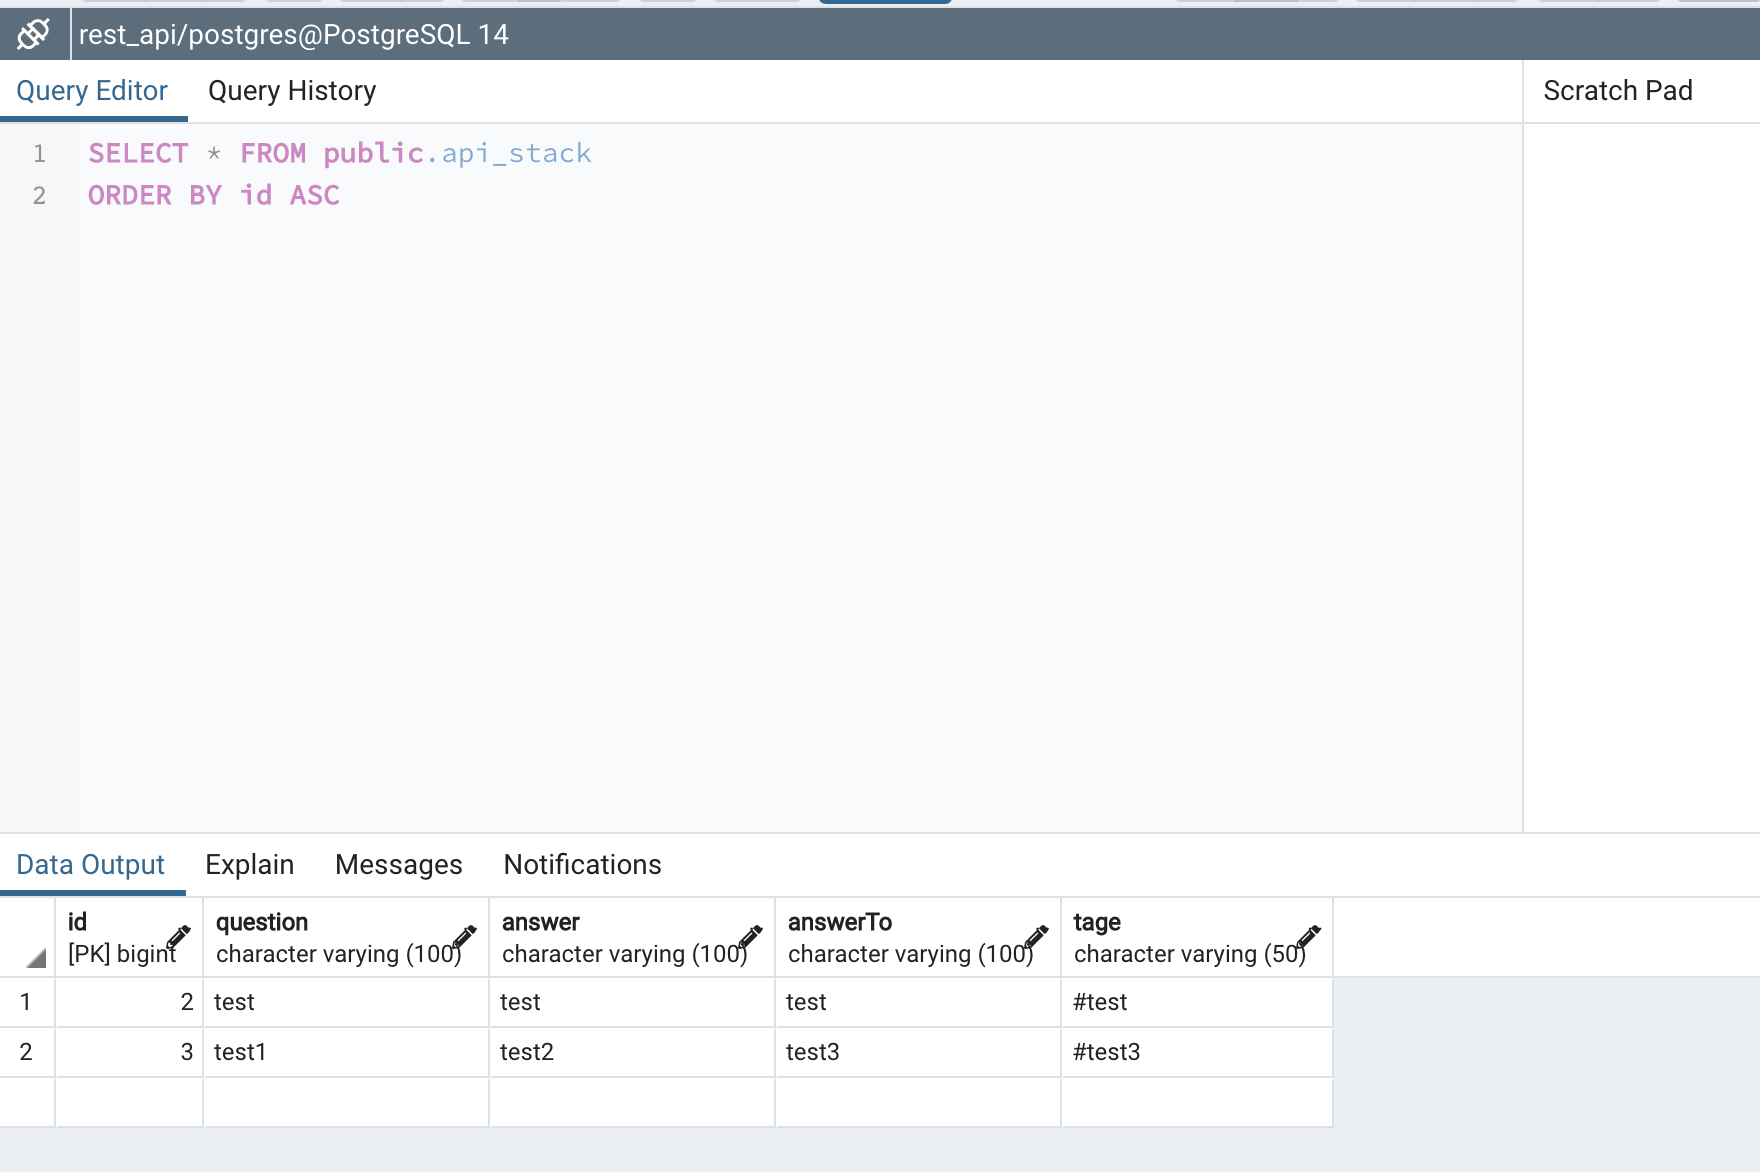 rest_api/postgres@PostgreSQL 14
Query Editor Query History Scratch Pad
1 SELECT * FROM public.api_stack
2 ORDER BY id ASC
Data Output Explain Messages Notifications
id question answer answerTo tage
[PK] bigint character varying (100) character varying (100) character varying (100) character varying (50)
1 2 test test test #test
2 3 test1 test2 test3 #test3